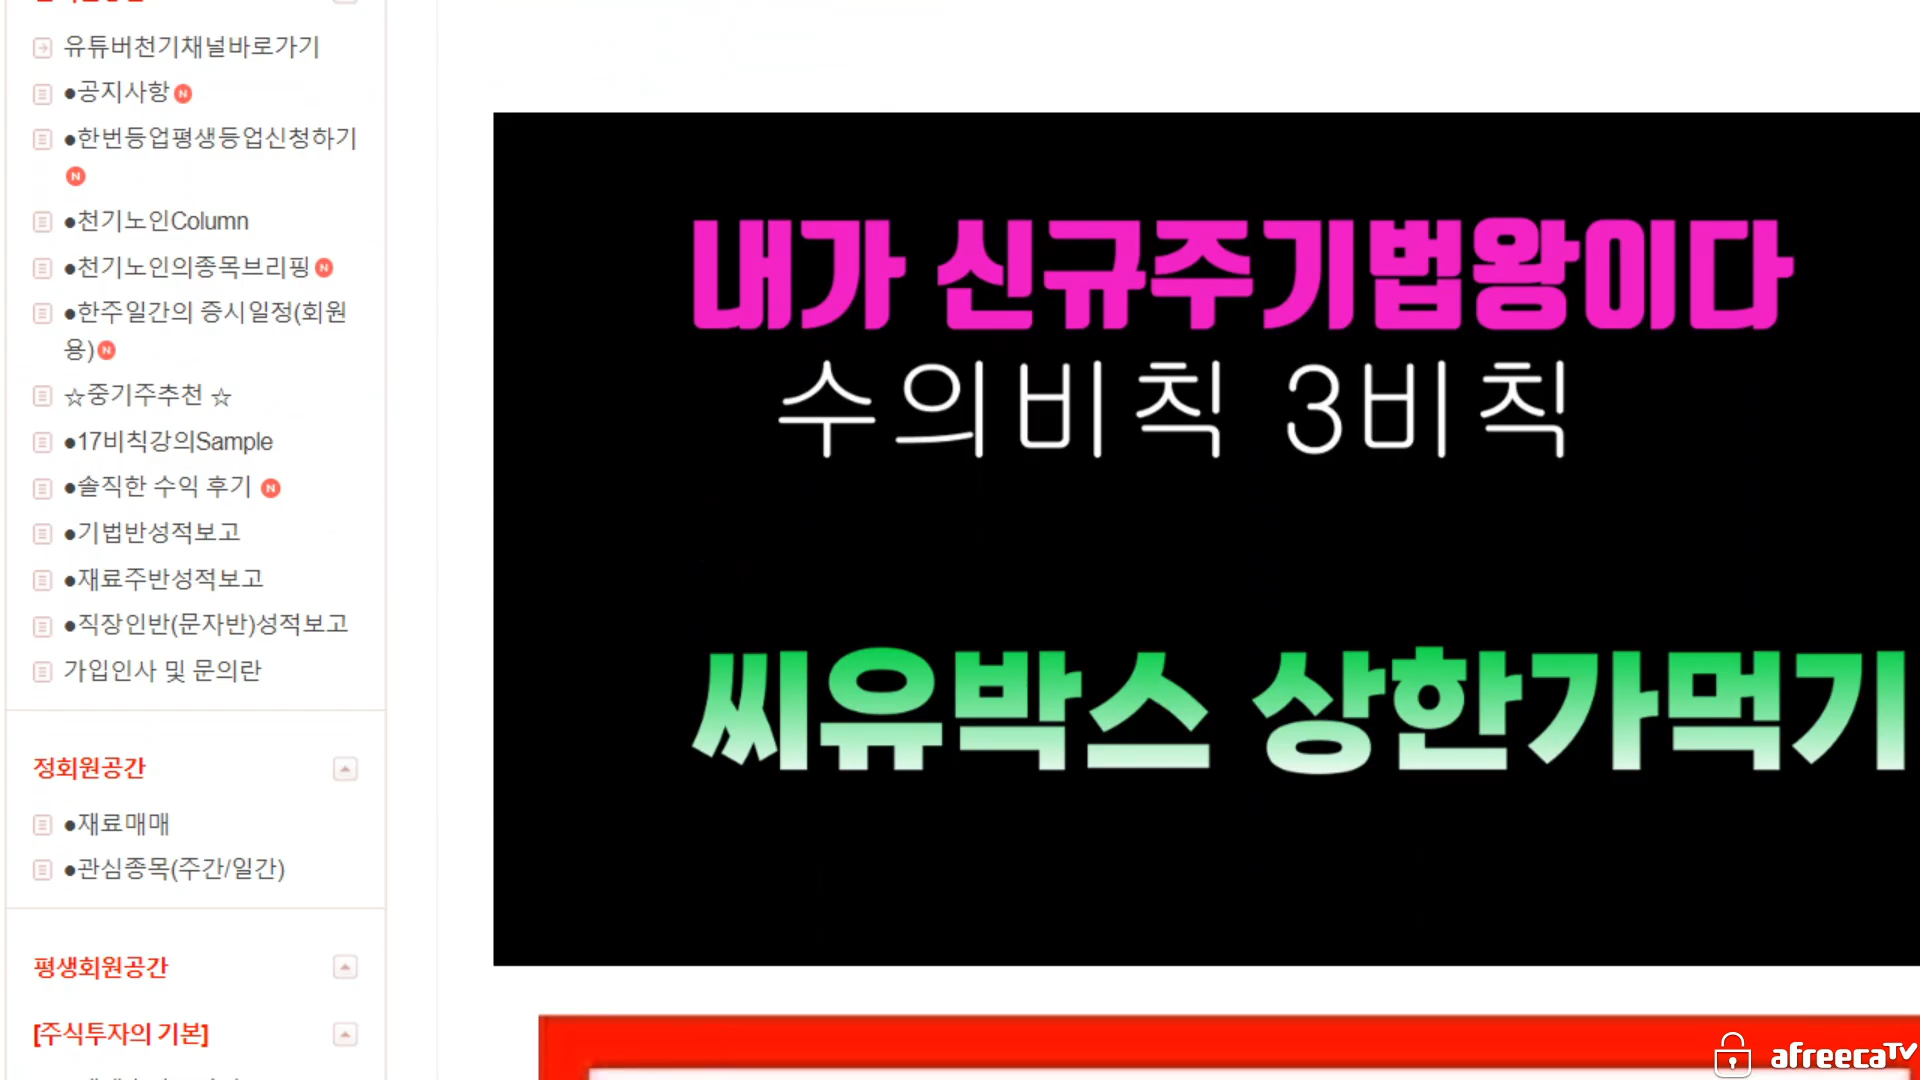 유튜버천기채널바로가기
●공지사항 N
●한번등업평생등업신청하기
N
●천기노인Column
●천기노인의종목브리핑 N
●한주일간의 증시일정(회원
용) N
☆중기주추천 ☆
●17비칙강의Sample
●솔직한 수익 후기 N
●기법반성적보고
●재료주반성적보고
●직장인반(문자반)성적보고
가입인사 및 문의란
정회원공간
●재료매매
●관심종목(주간/일간)
평생회원공간
[주식투자의 기본]
내가 신규주기법왕이다
수의비칙 3비칙
씨유박스 상한가먹기
afreecaTV